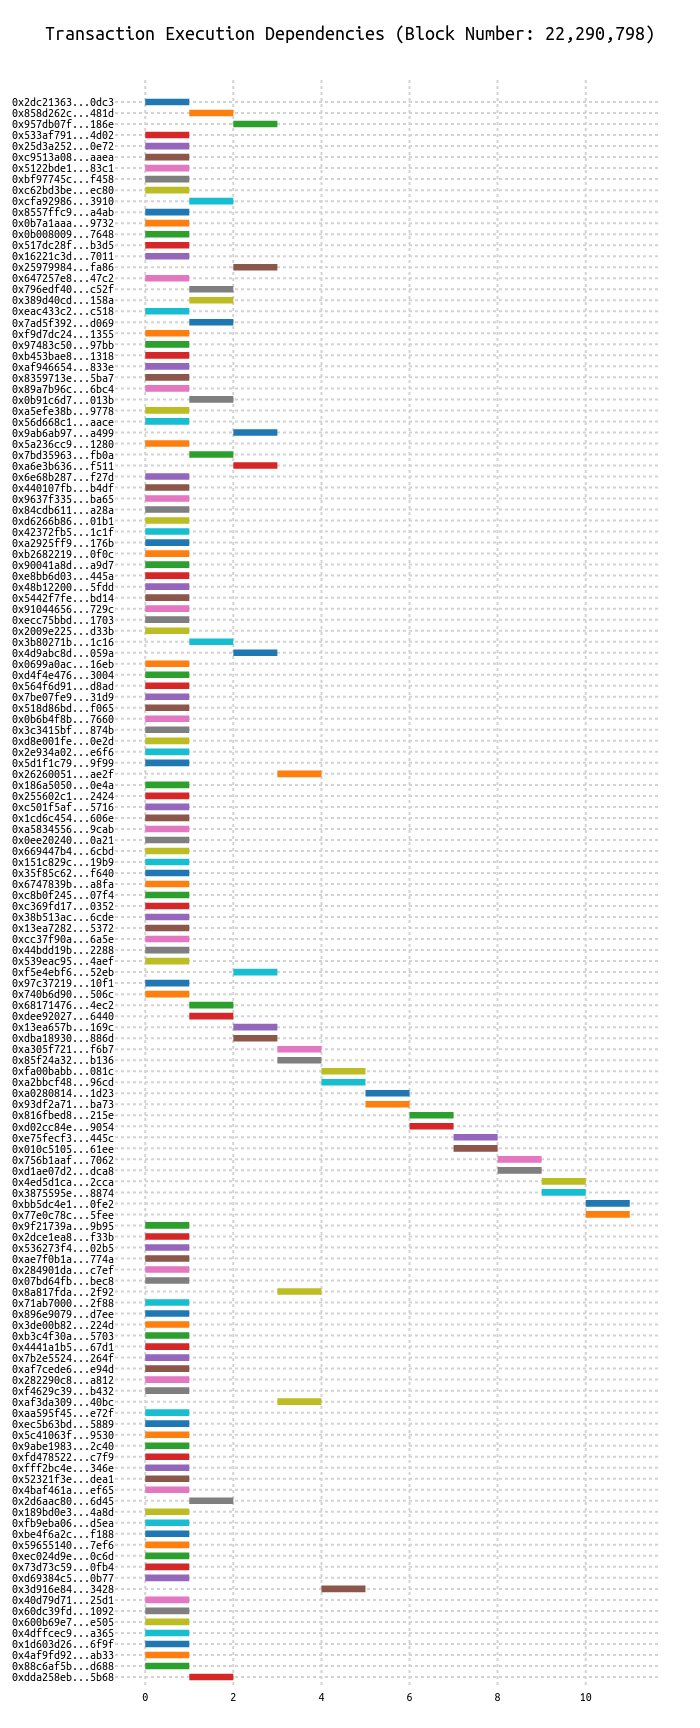 Transaction Execution Dependencies (Block Number: 22,290,798)
0x2dc21363...0dc3
0x858d262c...481d
0x957db07f...186e
0x533af791...4d02
0x25d3a252...0e72
0xc9513a08...aaea
0x5122bde1...83c1
0xbf97745c...f458
0xc62bd3be...ec80
0xcfa92986...3910
0x8557ffc9...a4ab
0x0b7a1aaa...9732
0x0b008009...7648
0x517dc28f...b3d5
0x16221c3d...7011
0x25979984...fa86
0x647257e8...47c2
0x796edf40...c52f
0x389d40cd...158a
0xeac433c2...c518
0x7ad5f392...d069
0xf9d7dc24...1355
0x97483c50...97bb
0xb453bae8...1318
0xaf946654...833e
0x8359713e...5ba7
0x89a7b96c...6bc4
0x0b91c6d7...013b
0xa5efe38b...9778
0x56d668c1...aace
0x9ab6ab97...a499
0x5a236cc9...1280
0x7bd35963...fb0a
0xa6e3b636...f511
0x6e68b287...f27d
0x440107fb...b4df
0x9637f335...ba65
0x84cdb611...a28a
0xd6266b86...01b1
0x42372fb5...1c1f
0xa2925ff9...176b
0xb2682219...0f0c
0x90041a8d...a9d7
0xe8bb6d03...445a
0x48b12200...5fdd
0x5442f7fe...bd14
0x91044656...729c
0xecc75bbd...1703
0x2009e225...d33b
0x3b80271b...1c16
0x4d9abc8d...059a
0x0699a0ac...16eb
0xd4f4e476...3004
0x564f6d91...d8ad
0x7be07fe9...31d9
0x518d86bd...f065
0x0b6b4f8b...7660
0x3c3415bf...874b
0xd8e001fe...0e2d
0x2e934a02...e6f6
0x5d1f1c79...9f99
0x26260051...ae2f
0x186a5050...0e4a
0x255602c1...2424
0xc501f5af...5716
0x1cd6c454...606e
0xa5834556...9cab
0x0ee20240...0a21
0x669447b4...6cbd
0x151c829c...19b9
0x35f85c62...f640
0x6747839b...a8fa
0xc8b0f245...07f4
0xc369fd17...0352
0x38b513ac...6cde
0x13ea7282...5372
0xcc37f90a...6a5e
0x44bdd19b...2288
0x539eac95...4aef
0xf5e4ebf6...52eb
0x97c37219...10f1
0x740b6d90...506c
0x68171476...4ec2
0xdee92027...6440
0x13ea657b...169c
0xdba18930...886d
0xa305f721...f6b7
0x85f24a32...b136
0xfa00babb...081c
0xa2bbcf48...96cd
0xa0280814...1d23
0x93df2a71...ba73
0x816fbed8...215e
0xd02cc84e...9054
0xe75fecf3...445c
0x010c5105...61ee
0x756b1aaf...7062
0xd1ae07d2...dca8
0x4ed5d1ca...2cca
0x3875595e...8874
0xbb5dc4e1...0fe2
0x77e0c78c...5fee
0x9f21739a...9b95
0x2dce1ea8...f33b
0x536273f4...02b5
0xae7f0b1a...774a
0x284901da...c7ef
0x07bd64fb...bec8
0x8a817fda...2f92
0x71ab7000...2f88
0x896e9079...d7ee
0x3de00b82...224d
0xb3c4f30a...5703
0x4441a1b5...67d1
0x7b2e5524...264f
0xaf7cede6...e94d
0x282290c8...a812
0xf4629c39...b432
0xaf3da309...40bc
0xaa595f45...e72f
0xec5b63bd...5889
0x5c41063f...9530
0x9abe1983...2c40
0xfd478522...c7f9
0xfff2bc4e...346e
0x52321f3e...dea1
0x4baf461a...ef65
0x2d6aac80...6d45
0x189bd0e3...4a8d
0xfb9eba06...d5ea
0xbe4f6a2c...f188
0x59655140...7ef6
0xec024d9e...0c6d
0x73d73c59...0fb4
0xd69384c5...0b77
0x3d916e84...3428
0x40d79d71...25d1
0x60dc39fd...1092
0x600b69e7...e505
0x4dffcec9...a365
0x1d603d26...6f9f
0x4af9fd92...ab33
0x88c6af5b...d688
0xdda258eb...5b68
0 2 4 6 8 10